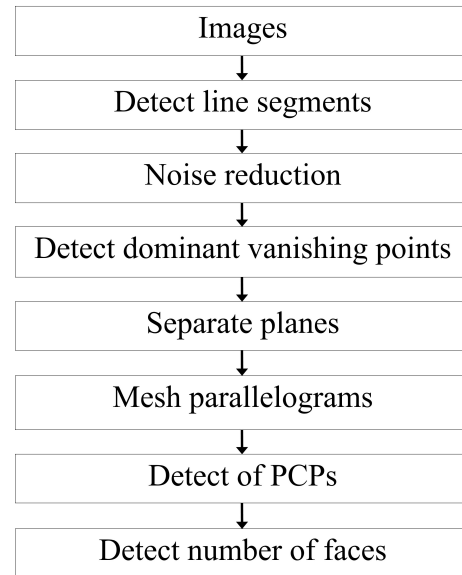 Images
Detect line segments
Noise reduction
Detect dominant vanishing points
Separate planes
Mesh parallelograms
Detect of PCPs
Detect number of faces